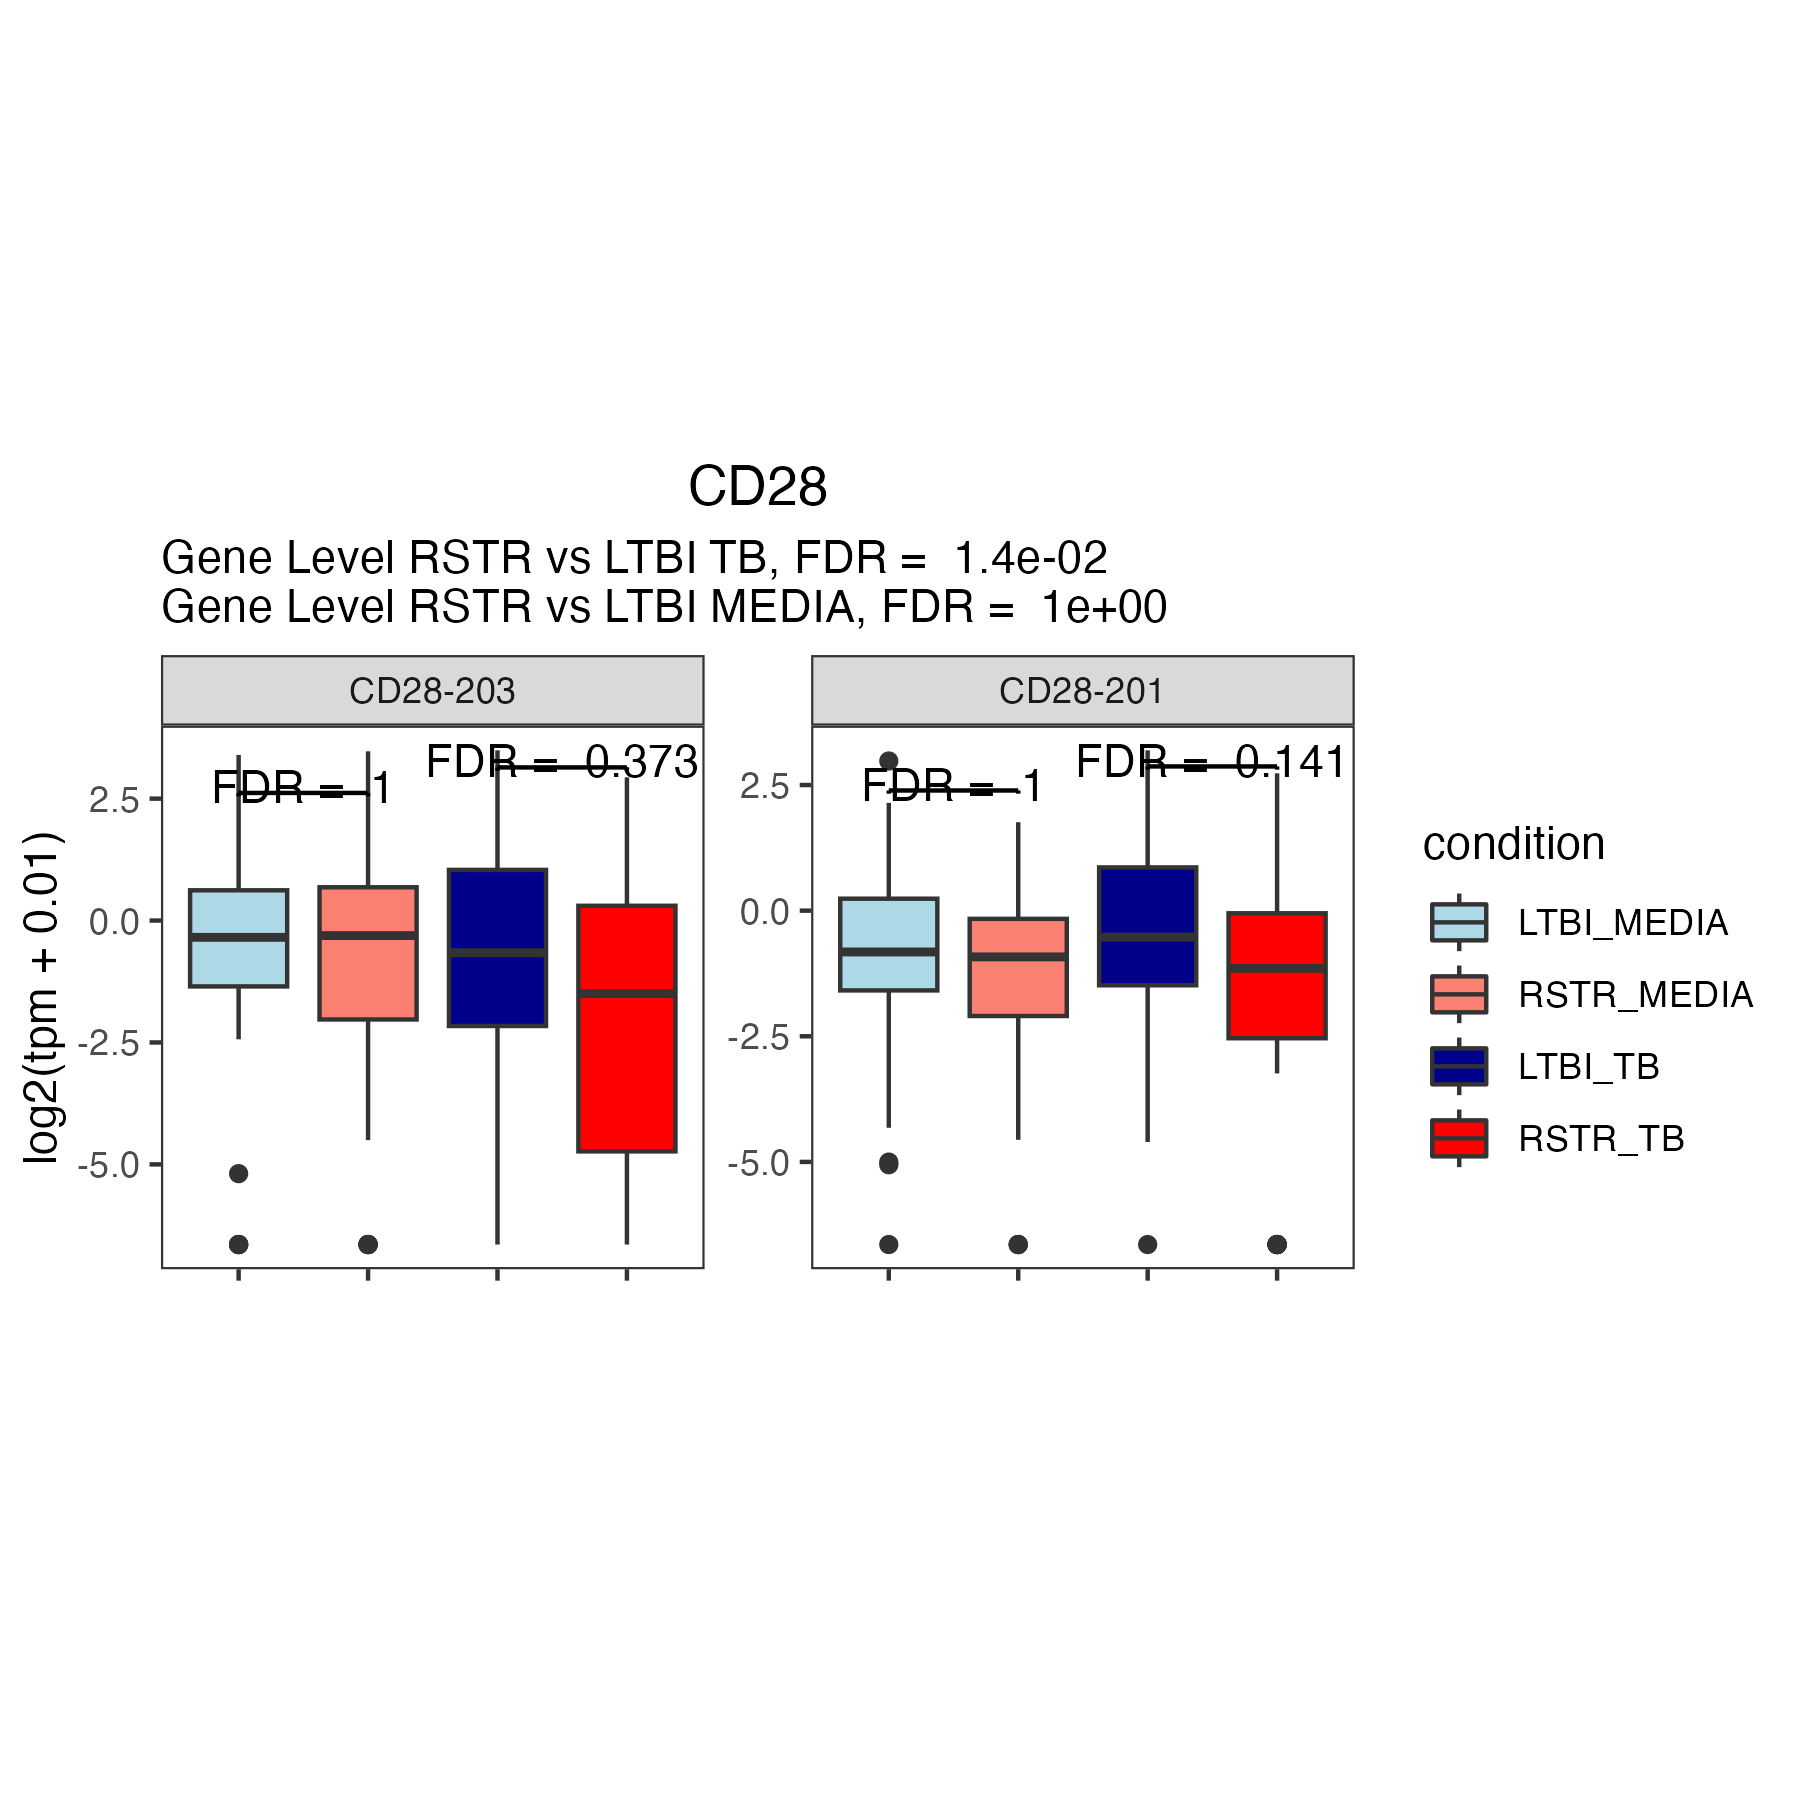 CD28
Gene Level RSTR vs LTBI TB, FDR = 1.4e-02
Gene Level RSTR vs LTBI MEDIA, FDR = 1e+00
CD28-203
CD28-201
FDR = 1
FDR = 0.373
FDR = 1
FDR = 0.141
2.5
0.0
-2.5
-5.0
2.5
0.0
-2.5
-5.0
log2(tpm + 0.01)
condition
LTBI_MEDIA
RSTR_MEDIA
LTBI_TB
RSTR_TB